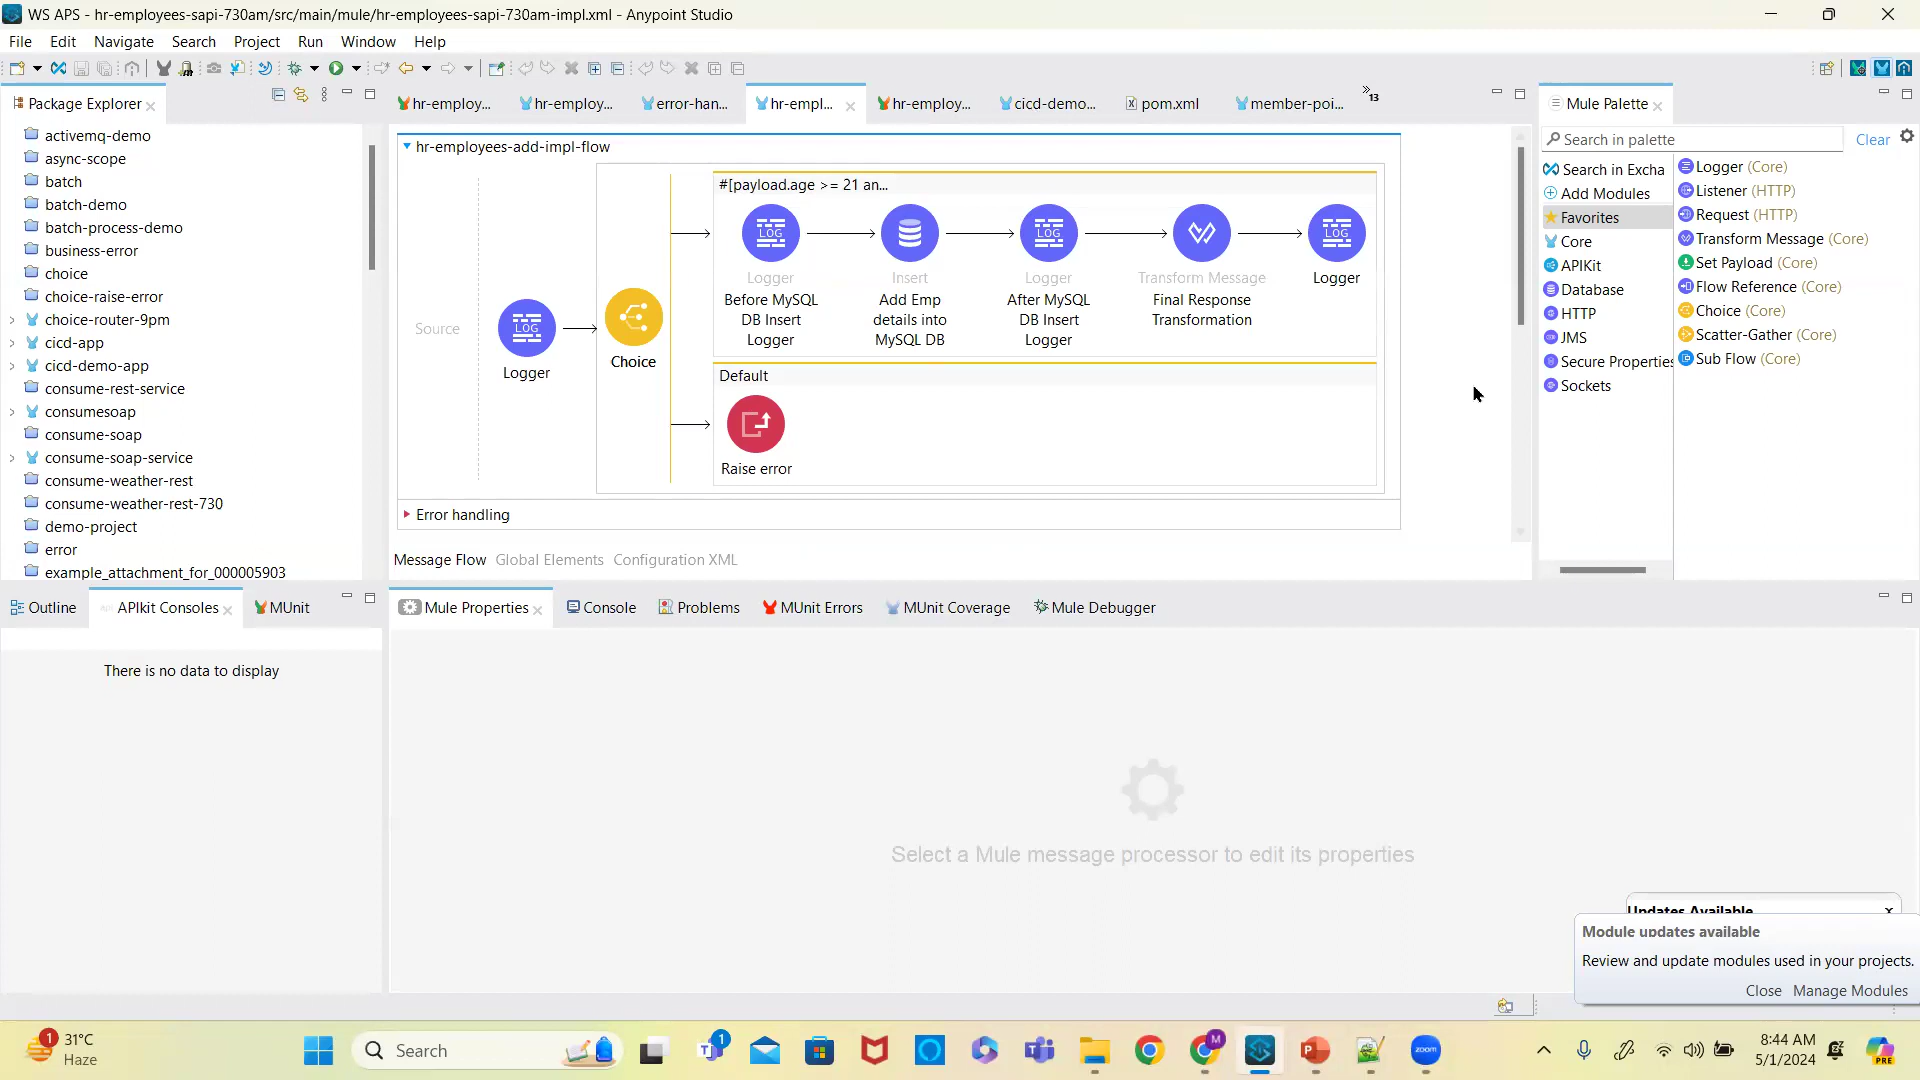 WS APS - hr-employees-sapi-730am/src/main/mule/hr-employees-sapi-730am-impl.xml - Anypoint Studio
File Edit Navigate Search Project Run Window Help
Package Explorer
activemq-demo
async-scope
batch
batch-demo
batch-process-demo
business-error
choice
choice-raise-error
choice-router-9pm
cicd-app
cicd-demo-app
consume-rest-service
consumesoap
consume-soap
consume-soap-service
consume-weather-rest
consume-weather-rest-730
demo-project
error
example_attachment_for_000005903
hr-employ... hr-employ... error-han... hr-empl... hr-employ... cicd-demo... pom.xml member-poi... »13
hr-employees-add-impl-flow
Source
LOG
Logger
Choice
#[payload.age >= 21 an...
LOG
Logger
Before MySQL
DB Insert
Logger
Insert
Add Emp
details into
MySQL DB
LOG
Logger
After MySQL
DB Insert
Logger
Transform Message
Final Response
Transformation
LOG
Logger
Default
Raise error
Error handling
Message Flow Global Elements Configuration XML
Mule Palette
Search in palette
Clear
Search in Excha
Add Modules
Favorites
Core
APIKit
Database
HTTP
JMS
Secure Properties
Sockets
Logger (Core)
Listener (HTTP)
Request (HTTP)
Transform Message (Core)
Set Payload (Core)
Flow Reference (Core)
Choice (Core)
Scatter-Gather (Core)
Sub Flow (Core)
Outline APIkit Consoles MUnit
There is no data to display
Mule Properties Console Problems MUnit Errors MUnit Coverage Mule Debugger
Select a Mule message processor to edit its properties
Updates Available
Module updates available
Review and update modules used in your projects.
Close Manage Modules
1
31°C
Haze
Search
1
M
zoom
8:44 AM
5/1/2024
PRE